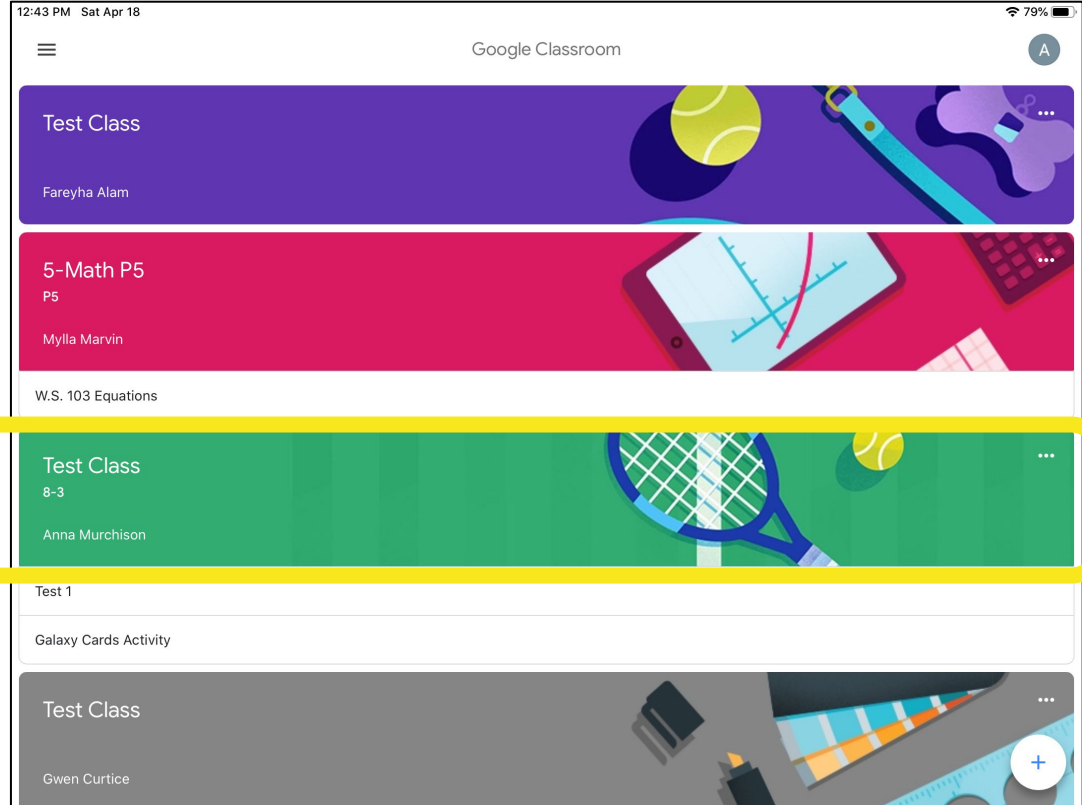 12:43 PM Sat Apr 18
79%
Google Classroom
A
Test Class
Fareyha Alam
5-Math P5
P5
Mylla Marvin
W.S. 103 Equations
Test Class
8-3
Anna Murchison
Test 1
Galaxy Cards Activity
Test Class
Gwen Curtice